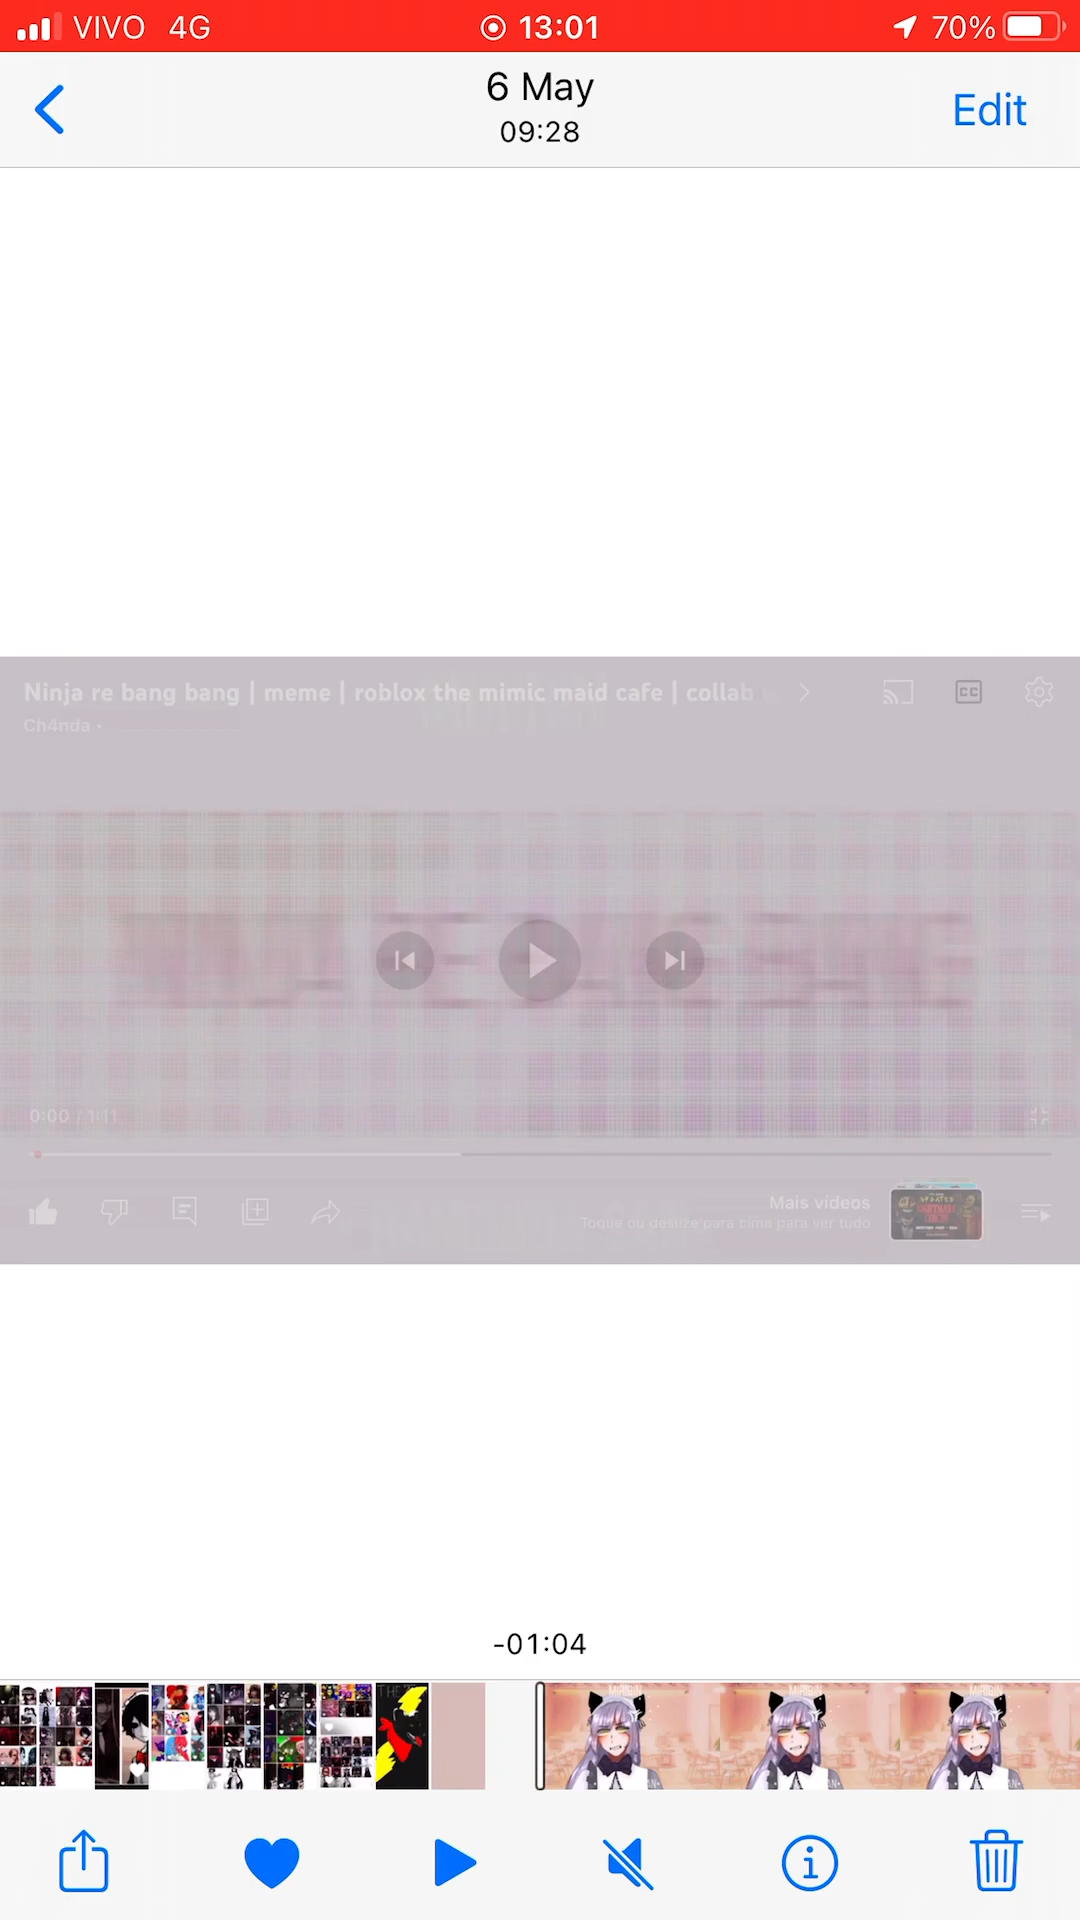 VIVO 4G 13:01 70%
6 May
09:28
Edit
Ninja re bang bang | meme | roblox the mimic maid cafe | collab
Ch4nda •
CC
0:00 / 1:11
Mais vídeos
Toque ou deslize para cima para ver tudo
-01:04